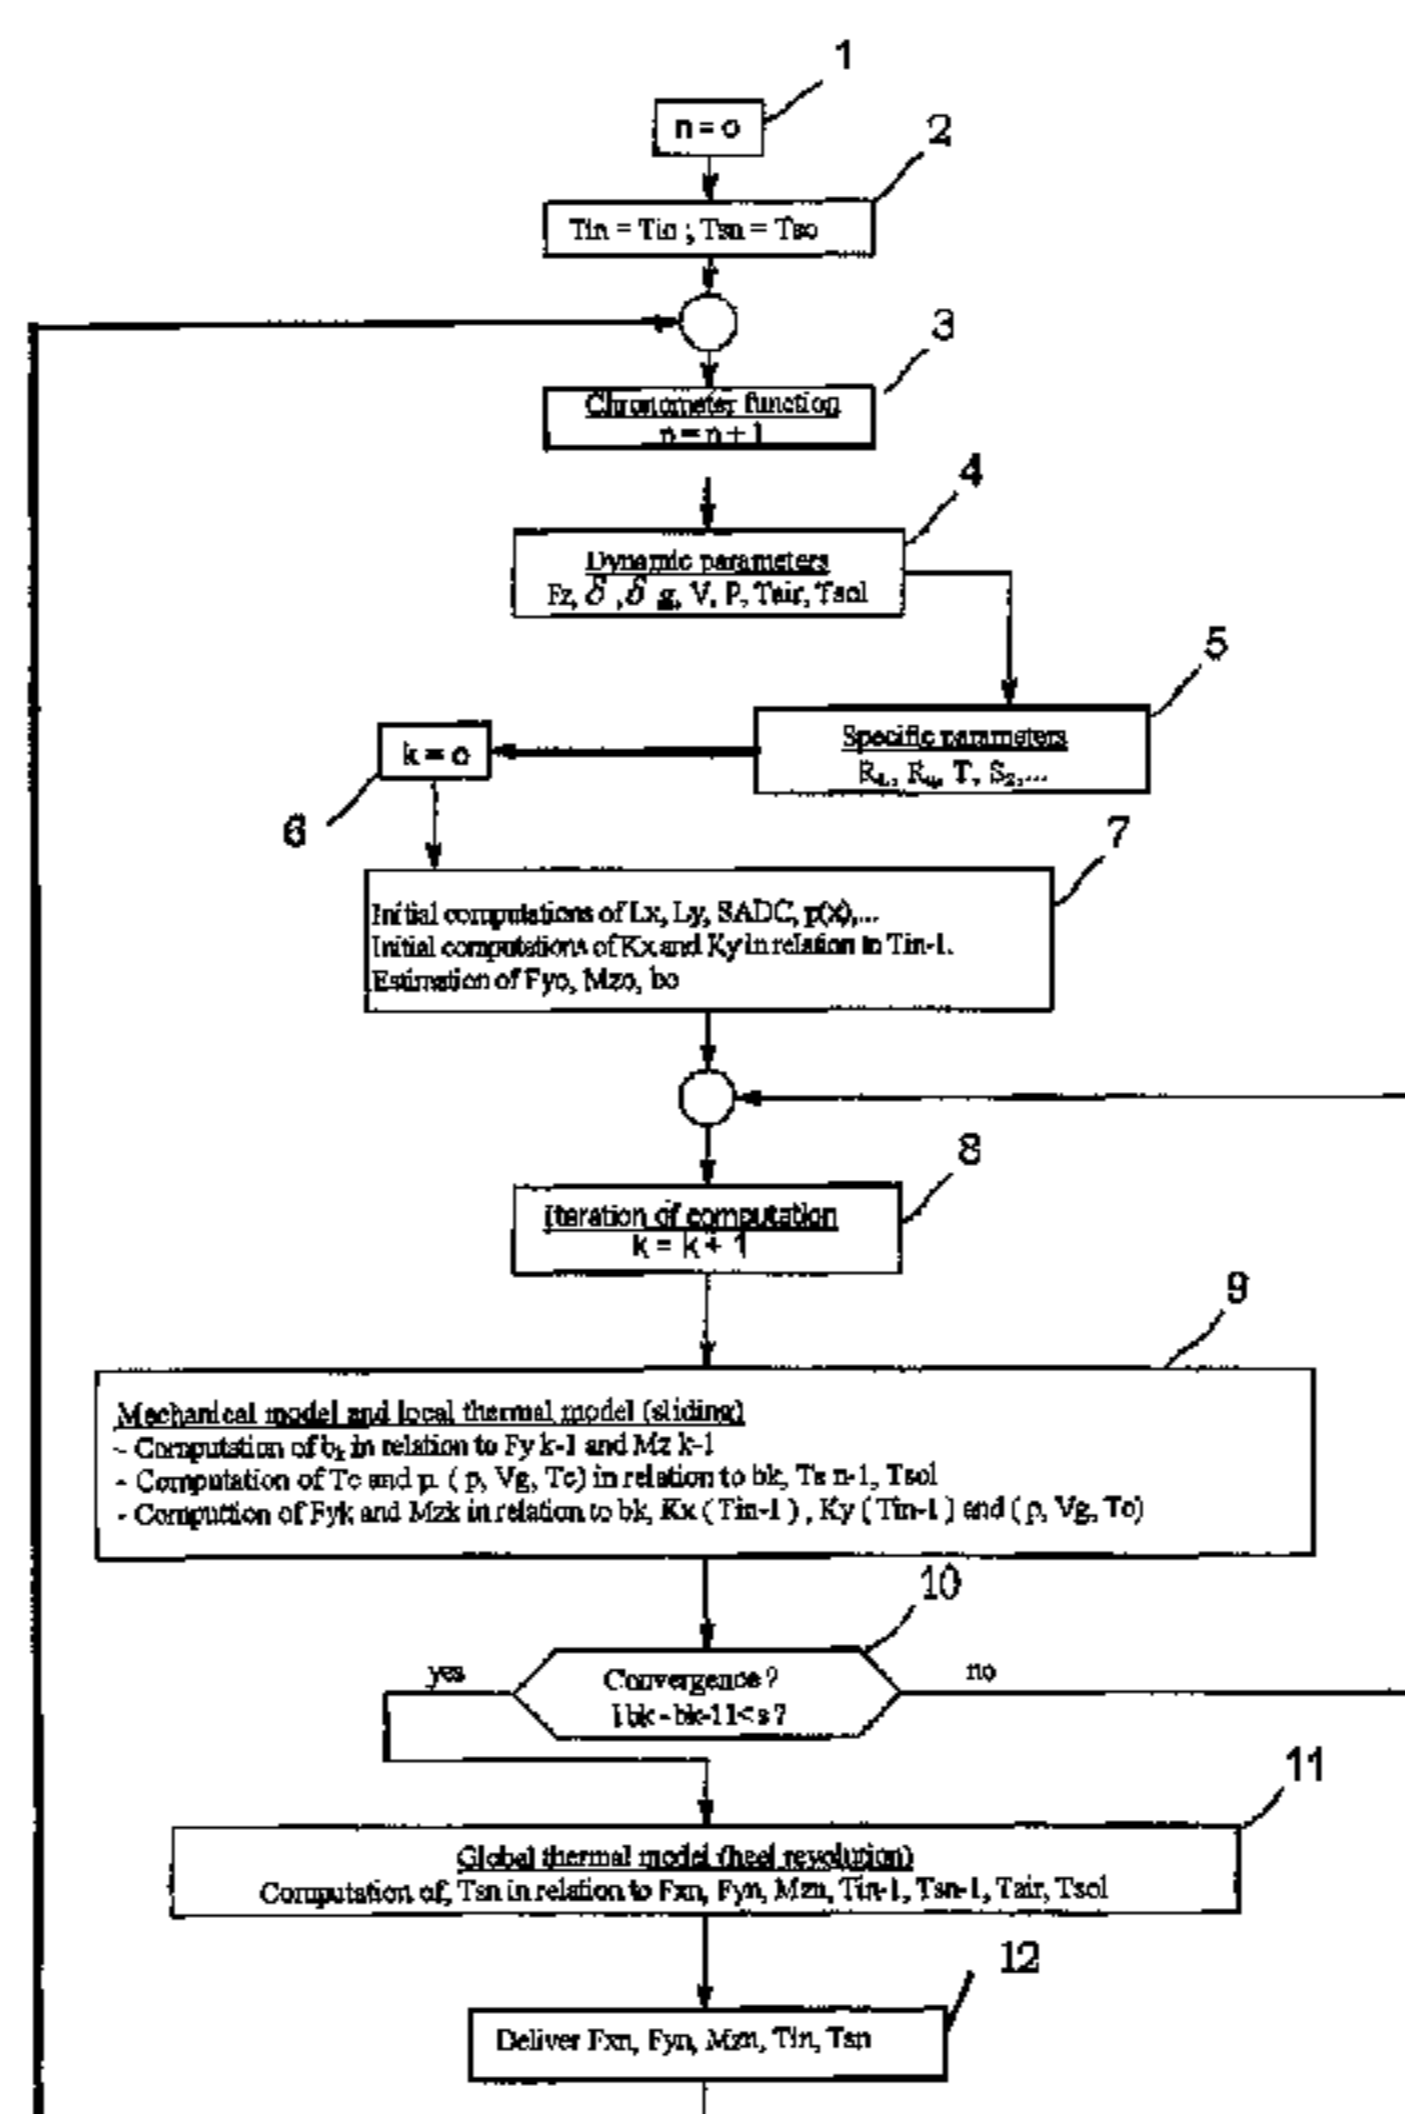 1
n = o
2
Tin = Tio ; Tsn = Tso
3
Chronometer function
n = n + 1
4
Dynamic parameters
Fz, δ , δ g, V, P, Tair, Tsol
5
Specific parameters
T, S₂,...
6
k = o
7
Initial computations of Lx, Ly, SADC, p(x),...
Initial computations of Kx and Ky in relation to Tin-1.
Estimation of Fyo, Mzo, bo
8
Iteration of computation
k = k + 1
9
Mechanical model and local thermal model (sliding)
- Computation of bk in relation to Fy k-1 and Mz k-1
- Computation of Tc and µ ( p, Vg, Tc) in relation to bk, Ts n-1, Tsol
- Computtion of Fyk and Mzk in relation to bk, Kx ( Tin-1 ) , Ky ( Tin-1 ) and ( p, Vg, Tc)
10
yes
Convergence ?
no
|bk - bk-1|< s ?
11
Global thermal model (heel revolution)
Computation of, Tsn in relation to Fxn, Fyn, Mzn, Tin-1, Tsn-1, Tair, Tsol
12
Deliver Fxn, Fyn, Mzn, Tin, Tsn